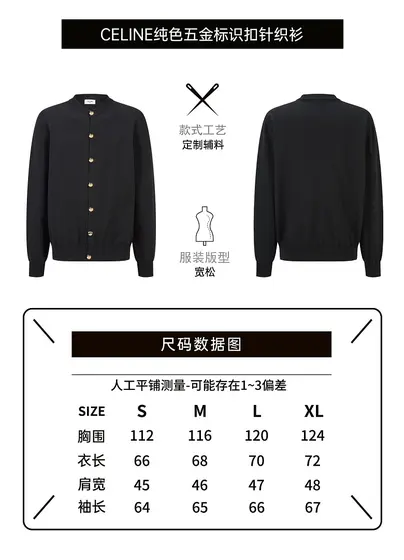 CELINE纯色五金标识扣针织衫
款式工艺
定制辅料
服装版型
宽松
尺码数据图
人工平铺测量-可能存在1~3偏差
SIZE S M L XL
胸围 112 116 120 124
衣长 66 68 70 72
肩宽 45 46 47 48
袖长 64 65 66 67